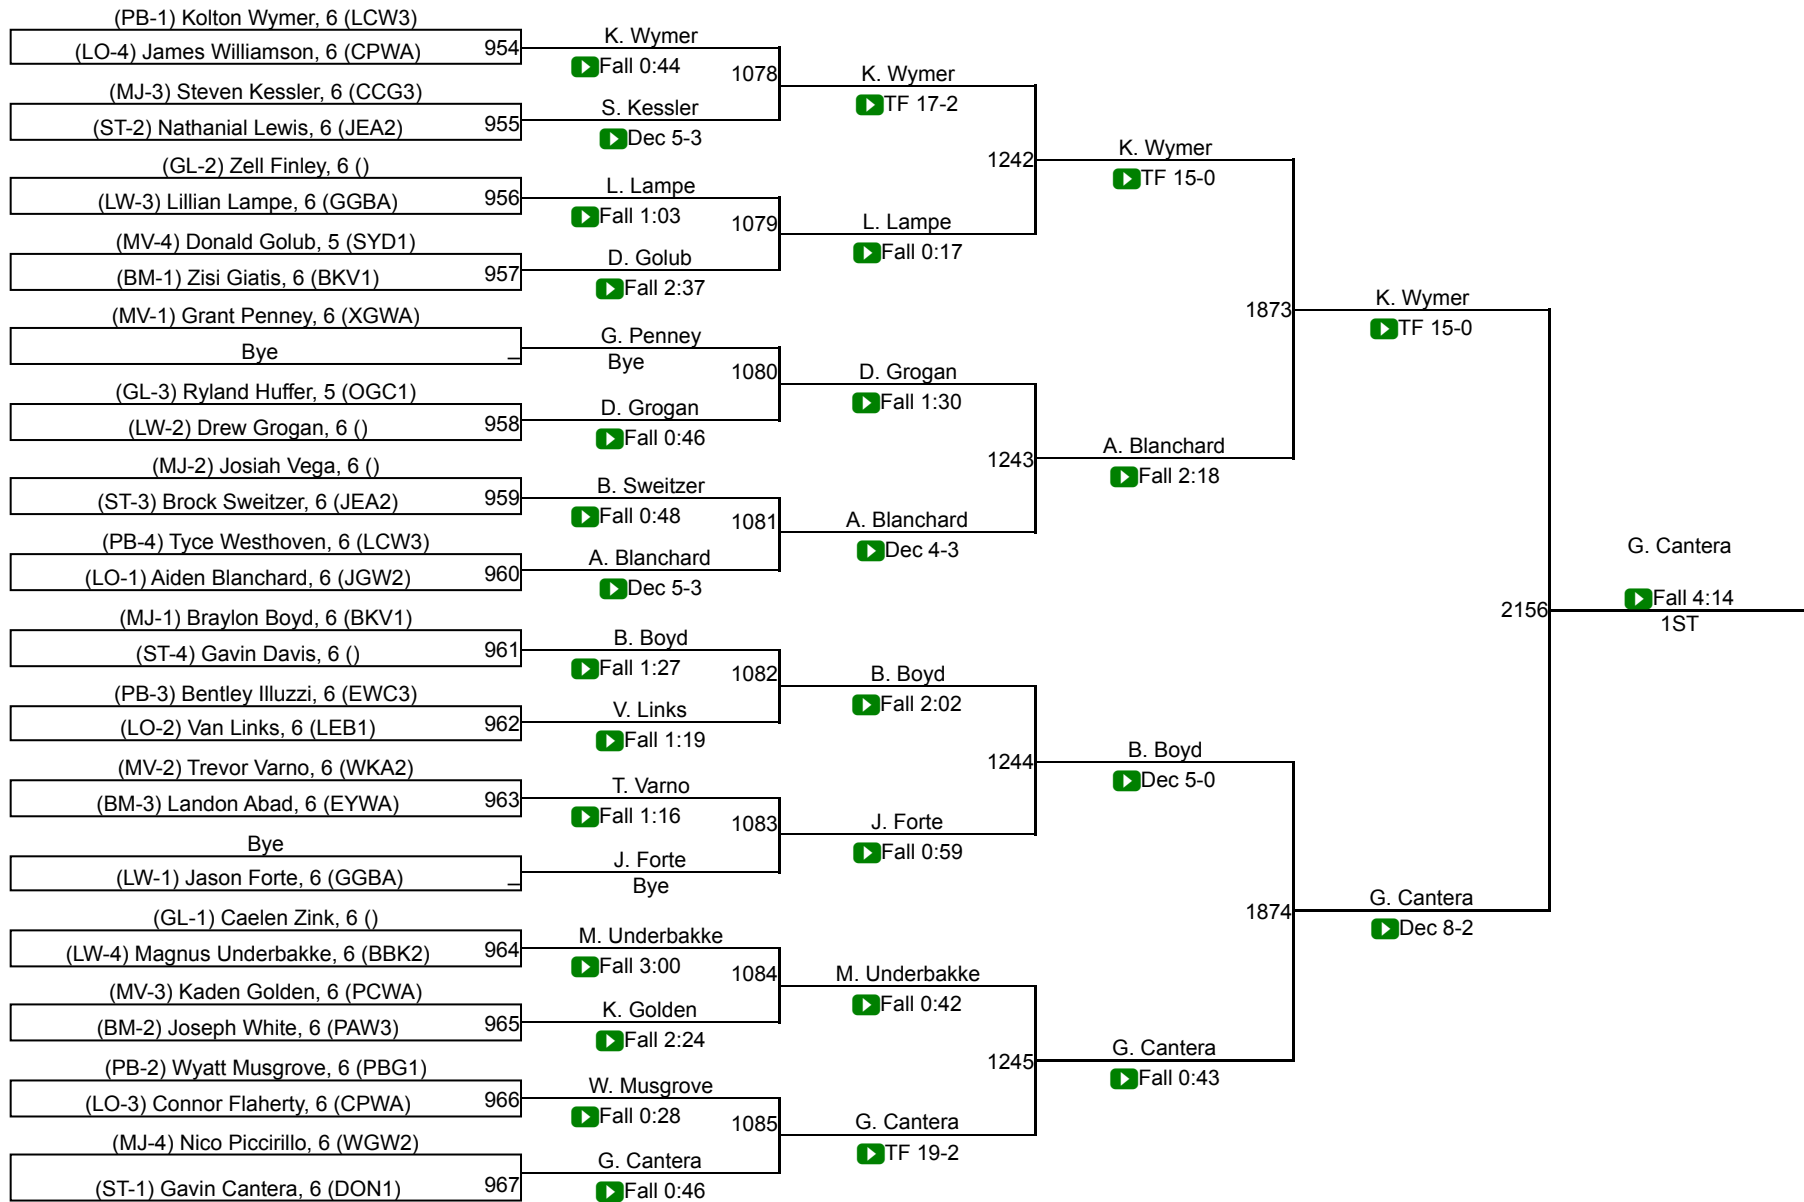 (PB-1) Kolton Wymer, 6 (LCW3)
(LO-4) James Williamson, 6 (CPWA)
954
(MJ-3) Steven Kessler, 6 (CCG3)
(ST-2) Nathanial Lewis, 6 (JEA2)
955
(GL-2) Zell Finley, 6 ()
(LW-3) Lillian Lampe, 6 (GGBA)
956
(MV-4) Donald Golub, 5 (SYD1)
(BM-1) Zisi Giatis, 6 (BKV1)
957
(MV-1) Grant Penney, 6 (XGWA)
Bye
_
(GL-3) Ryland Huffer, 5 (OGC1)
(LW-2) Drew Grogan, 6 ()
958
(MJ-2) Josiah Vega, 6 ()
(ST-3) Brock Sweitzer, 6 (JEA2)
959
(PB-4) Tyce Westhoven, 6 (LCW3)
(LO-1) Aiden Blanchard, 6 (JGW2)
960
(MJ-1) Braylon Boyd, 6 (BKV1)
(ST-4) Gavin Davis, 6 ()
961
(PB-3) Bentley Illuzzi, 6 (EWC3)
(LO-2) Van Links, 6 (LEB1)
962
(MV-2) Trevor Varno, 6 (WKA2)
(BM-3) Landon Abad, 6 (EYWA)
963
Bye
(LW-1) Jason Forte, 6 (GGBA)
_
(GL-1) Caelen Zink, 6 ()
(LW-4) Magnus Underbakke, 6 (BBK2)
964
(MV-3) Kaden Golden, 6 (PCWA)
(BM-2) Joseph White, 6 (PAW3)
965
(PB-2) Wyatt Musgrove, 6 (PBG1)
(LO-3) Connor Flaherty, 6 (CPWA)
966
(MJ-4) Nico Piccirillo, 6 (WGW2)
(ST-1) Gavin Cantera, 6 (DON1)
967
K. Wymer
Fall 0:44
1078
S. Kessler
Dec 5-3
L. Lampe
Fall 1:03
1079
D. Golub
Fall 2:37
G. Penney
Bye
1080
D. Grogan
Fall 0:46
B. Sweitzer
Fall 0:48
1081
A. Blanchard
Dec 5-3
B. Boyd
Fall 1:27
1082
V. Links
Fall 1:19
T. Varno
Fall 1:16
1083
J. Forte
Bye
M. Underbakke
Fall 3:00
1084
K. Golden
Fall 2:24
W. Musgrove
Fall 0:28
1085
G. Cantera
Fall 0:46
K. Wymer
TF 17-2
1242
L. Lampe
Fall 0:17
D. Grogan
Fall 1:30
1243
A. Blanchard
Dec 4-3
B. Boyd
Fall 2:02
1244
J. Forte
Fall 0:59
M. Underbakke
Fall 0:42
1245
G. Cantera
TF 19-2
K. Wymer
TF 15-0
1873
A. Blanchard
Fall 2:18
B. Boyd
Dec 5-0
1874
G. Cantera
Fall 0:43
K. Wymer
TF 15-0
2156
G. Cantera
Dec 8-2
G. Cantera
Fall 4:14
1ST